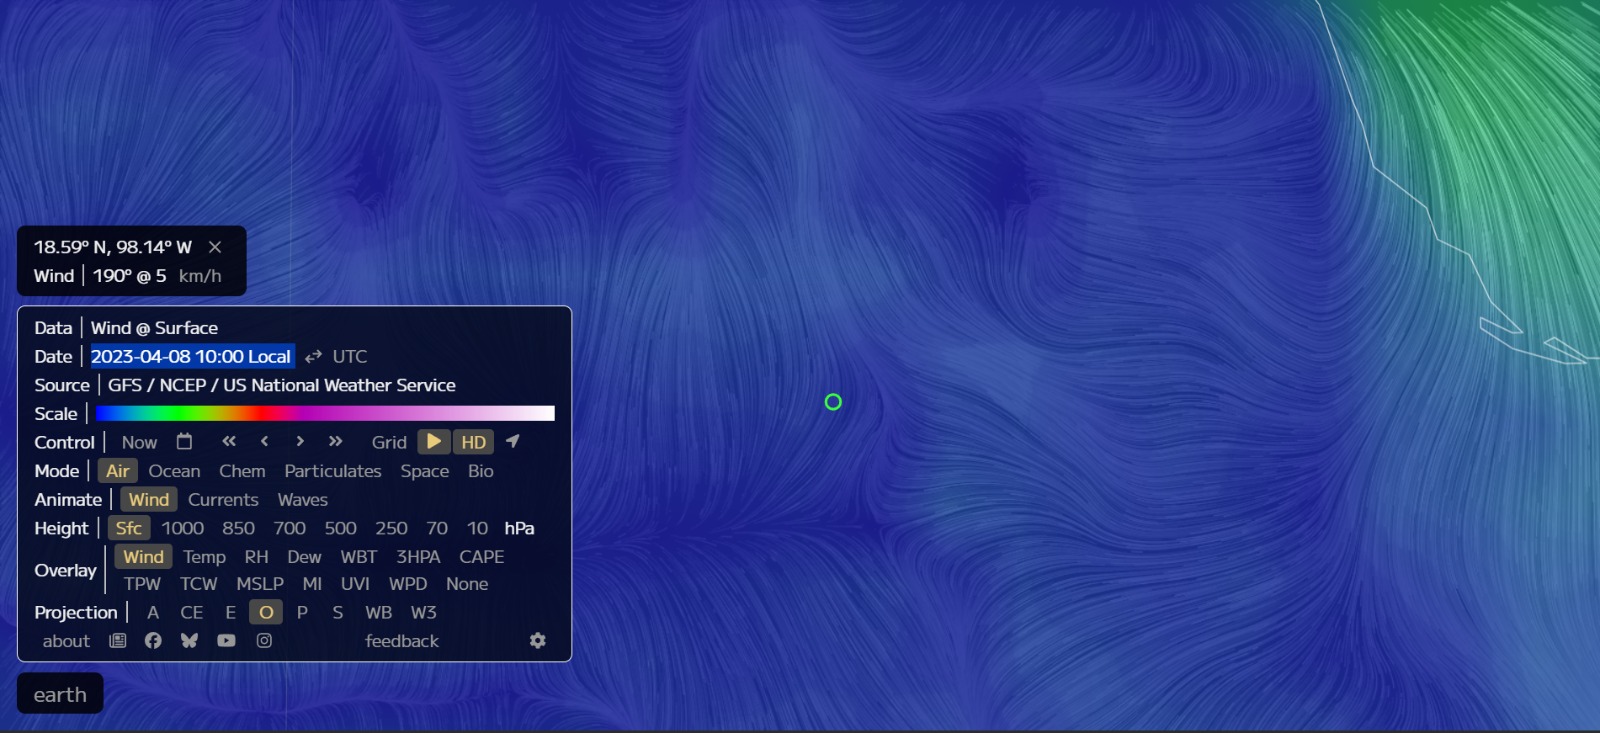 18.59° N, 98.14° W ×
Wind | 190° @ 5 km/h
Data | Wind @ Surface
Date | 2023-04-08 10:00 Local ⇄ UTC
Source | GFS / NCEP / US National Weather Service
Scale |
Control | Now « ‹ › » Grid ▶ HD
Mode | Air Ocean Chem Particulates Space Bio
Animate | Wind Currents Waves
Height | Sfc 1000 850 700 500 250 70 10 hPa
Overlay | Wind Temp RH Dew WBT 3HPA CAPE
TPW TCW MSLP MI UVI WPD None
Projection | A CE E O P S WB W3
about feedback
earth